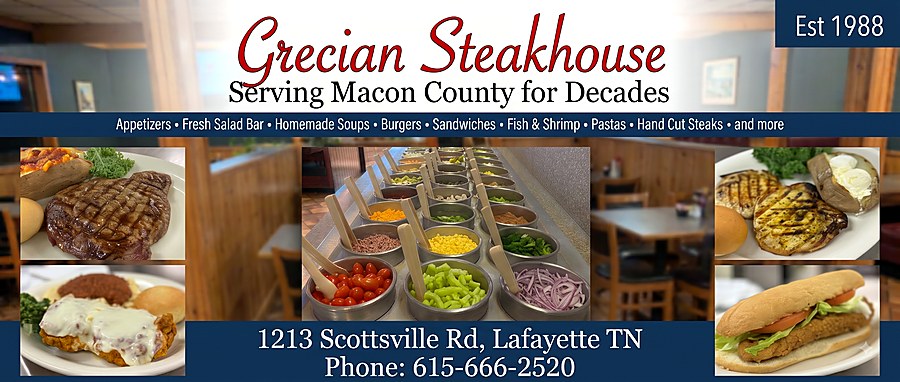 Est 1988
Grecian Steakhouse
Serving Macon County for Decades
Appetizers • Fresh Salad Bar • Homemade Soups • Burgers • Sandwiches • Fish & Shrimp • Pastas • Hand Cut Steaks • and more
1213 Scottsville Rd, Lafayette TN
Phone: 615-666-2520